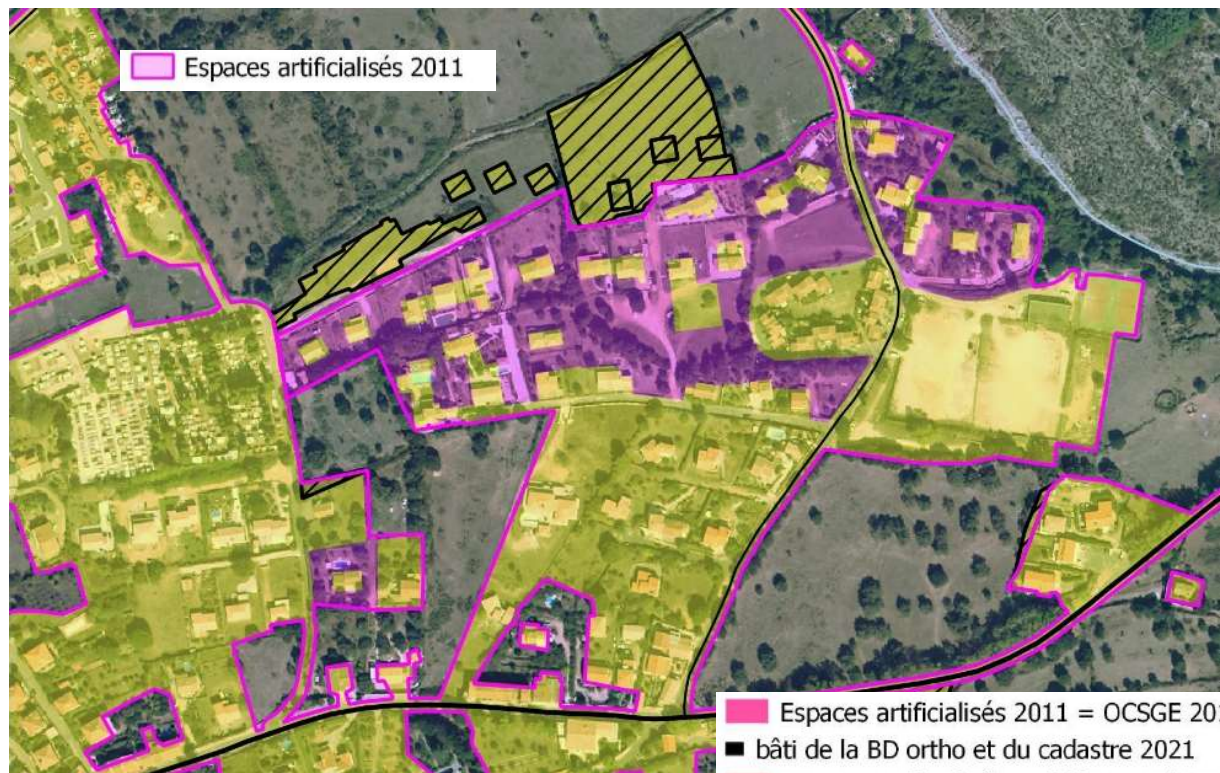 Espaces artificialisés 2011
Espaces artificialisés 2011 = OCSGE
bâti de la BD ortho et du cadastre 2021